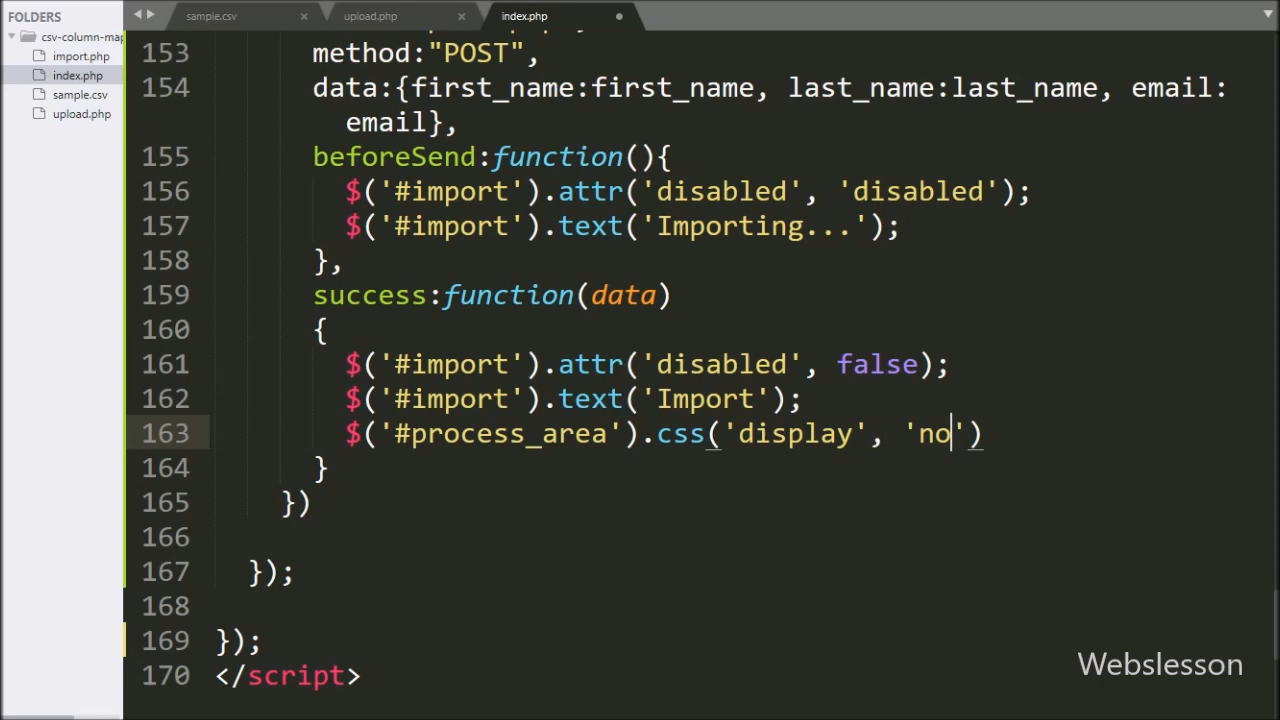 FOLDERS
csv-column-map
import.php
index.php
sample.csv
upload.php
sample.csv × upload.php × index.php
153 method:"POST",
154 data:{first_name:first_name, last_name:last_name, email:
email},
155 beforeSend:function(){
156 $('#import').attr('disabled', 'disabled');
157 $('#import').text('Importing...');
158 },
159 success:function(data)
160 {
161 $('#import').attr('disabled', false);
162 $('#import').text('Import');
163 $('#process_area').css('display', 'no')
164 }
165 })
166
167 });
168
169 });
170 </script>
Webslesson